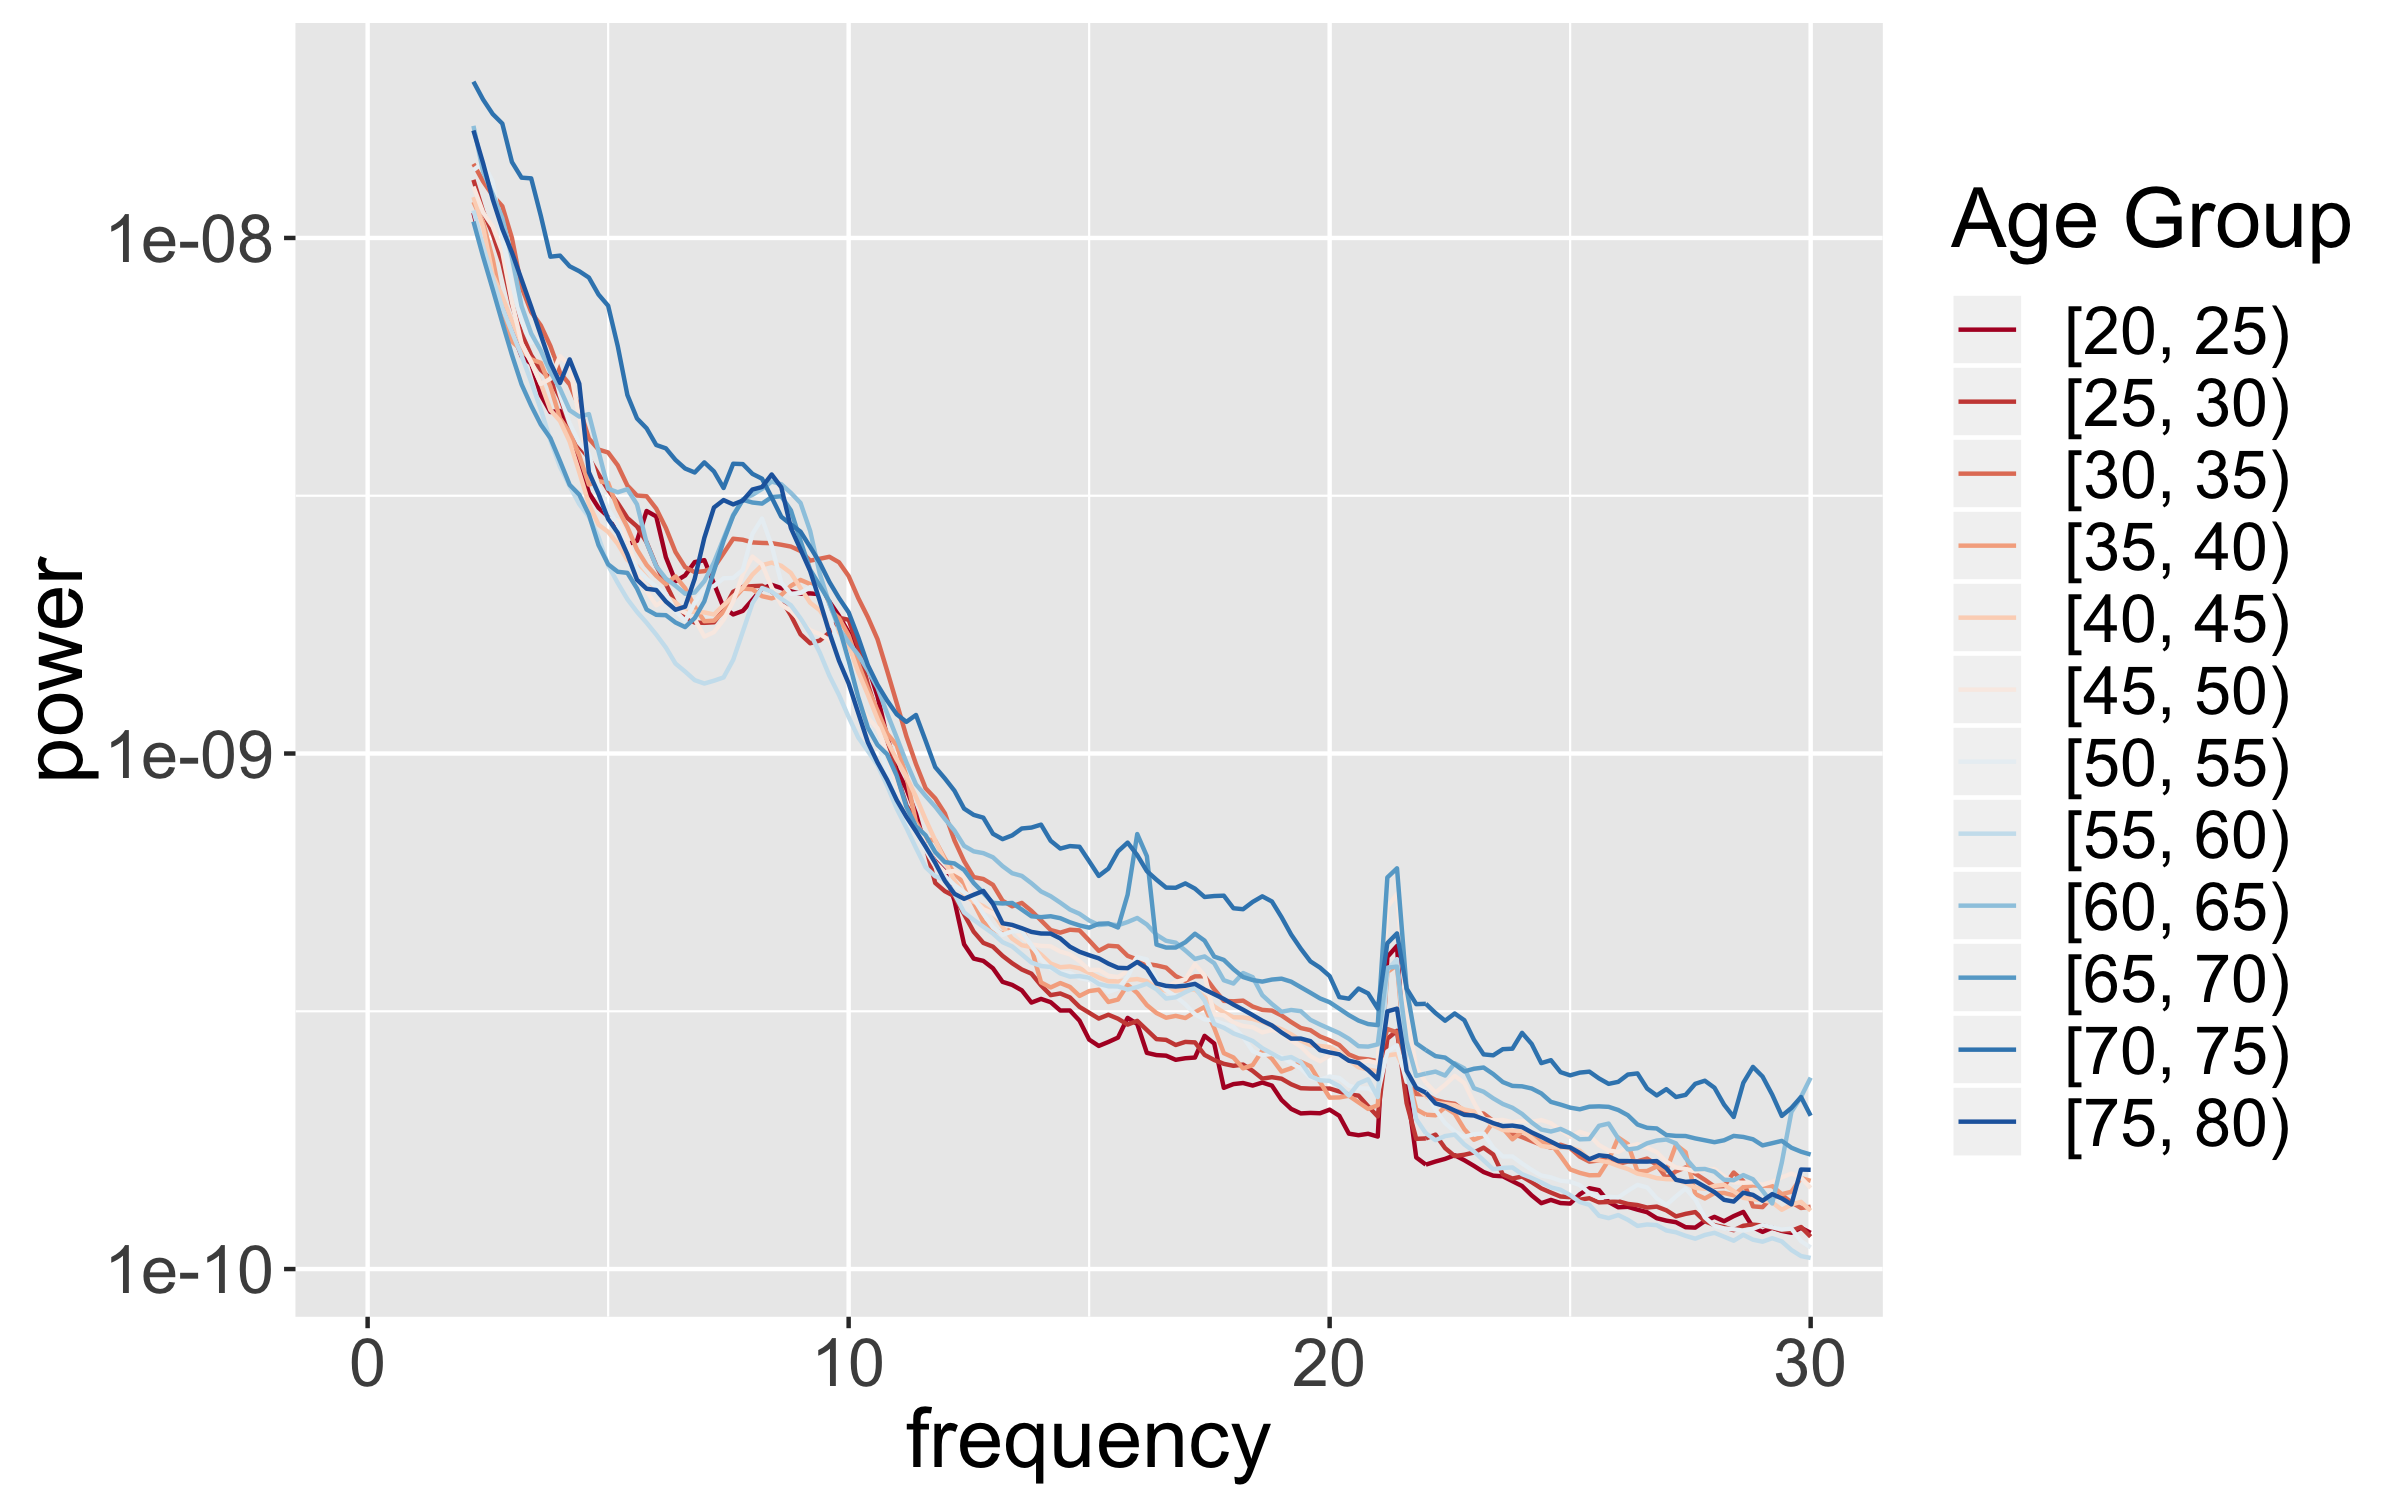 1e-08
1e-09
1e-10
power
0 10 20 30
frequency
Age Group
[20, 25)
[25, 30)
[30, 35)
[35, 40)
[40, 45)
[45, 50)
[50, 55)
[55, 60)
[60, 65)
[65, 70)
[70, 75)
[75, 80)